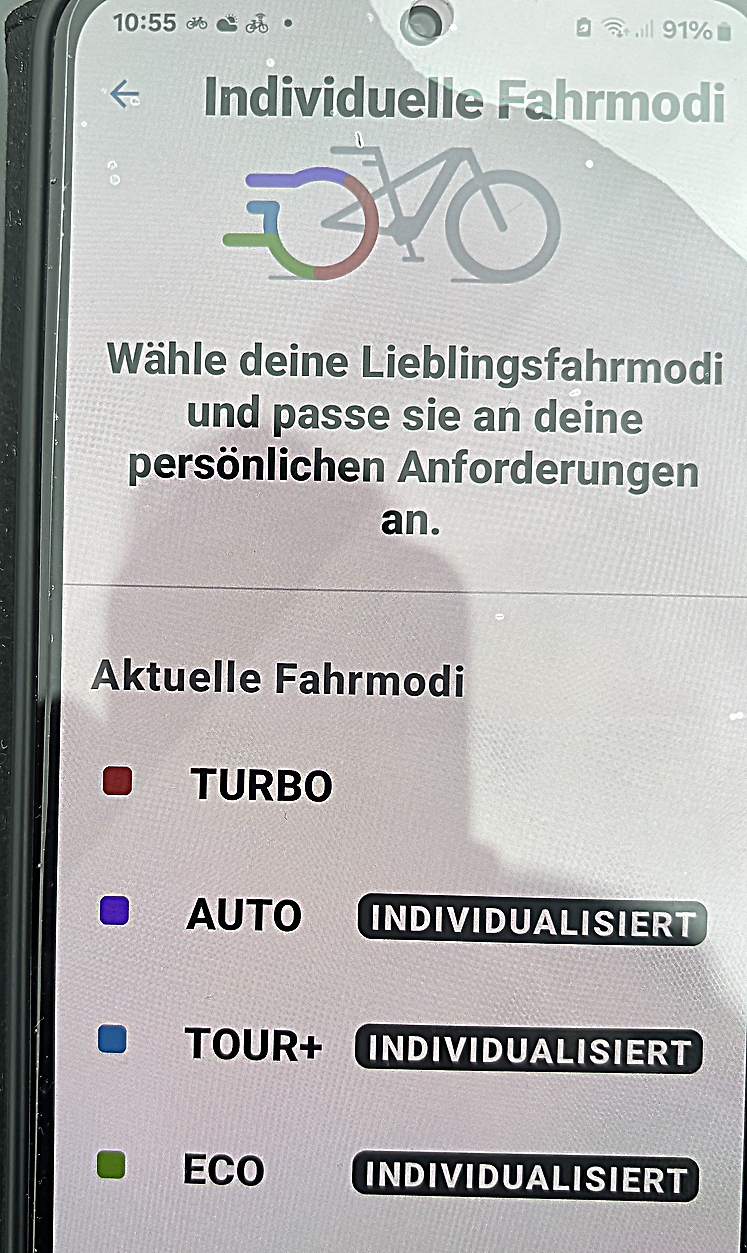 10:55 91%
Individuelle Fahrmodi
Wähle deine Lieblingsfahrmodi
und passe sie an deine
persönlichen Anforderungen
an.
Aktuelle Fahrmodi
TURBO
AUTO INDIVIDUALISIERT
TOUR+ INDIVIDUALISIERT
ECO INDIVIDUALISIERT